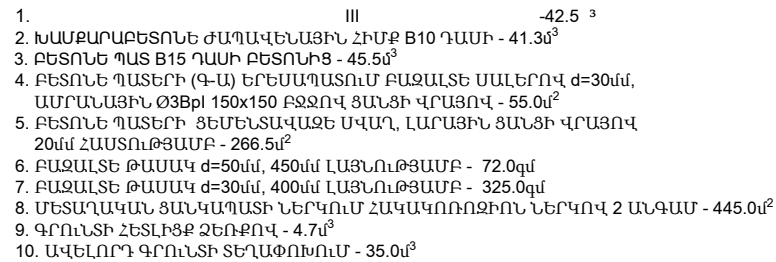 1. III -42.5 ³
2. ԽԱՄՔԱՐԱԲԵՏՈՆԵ ԺԱՊԱՎԵՆԱՅԻՆ ՀԻՄՔ B10 ԴԱՍԻ - 41.3մ³
3. ԲԵՏՈՆԵ ՊԱՏ B15 ԴԱՍԻ ԲԵՏՈՆԻՑ - 45.5մ³
4. ԲԵՏՈՆԵ ՊԱՏԵՐԻ (Գ-Ա) ԵՐԵՍԱՊԱՏՈւՄ ԲԱԶԱԼՏԵ ՍԱԼԵՐՈՎ d=30մմ,
ԱՄՐԱՆԱՅԻՆ Ø3BpI 150x150 ԲՋՋՈՎ ՑԱՆՑԻ ՎՐԱՅՈՎ - 55.0մ²
5. ԲԵՏՈՆԵ ՊԱՏԵՐԻ ՑԵՄԵՆՏԱՎԱԶԵ ՍՎԱՂ, ԼԱՐԱՅԻՆ ՑԱՆՑԻ ՎՐԱՅՈՎ
20մմ ՀԱՍՏՈւԹՅԱՄԲ - 266.5մ²
6. ԲԱԶԱԼՏԵ ԹԱՍԱԿ d=50մմ, 450մմ ԼԱՅՆՈւԹՅԱՄԲ - 72.0գմ
7. ԲԱԶԱԼՏԵ ԹԱՍԱԿ d=30մմ, 400մմ ԼԱՅՆՈւԹՅԱՄԲ - 325.0գմ
8. ՄԵՏԱՂԱԿԱՆ ՑԱՆԿԱՊԱՏԻ ՆԵՐԿՈւՄ ՀԱԿԱԿՈՌՈԶԻՈՆ ՆԵՐԿՈՎ 2 ԱՆԳԱՄ - 445.0մ²
9. ԳՐՈւՆՏԻ ՀԵՏԼԻՑՔ ՁԵՌՔՈՎ - 4.7մ³
10. ԱՎԵԼՈՐԴ ԳՐՈւՆՏԻ ՏԵՂԱՓՈԽՈւՄ - 35.0մ³